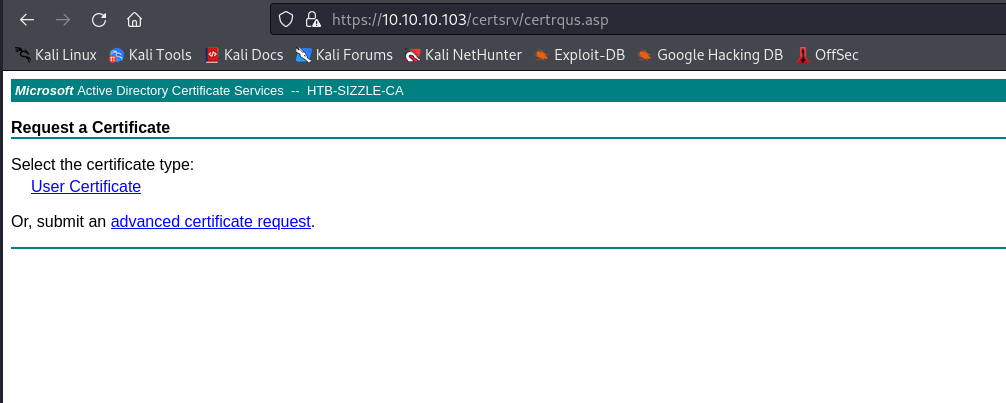 https://10.10.10.103/certsrv/certrqus.asp
Kali Linux Kali Tools Kali Docs Kali Forums Kali NetHunter Exploit-DB Google Hacking DB OffSec
Microsoft Active Directory Certificate Services -- HTB-SIZZLE-CA
Request a Certificate
Select the certificate type:
User Certificate
Or, submit an advanced certificate request.